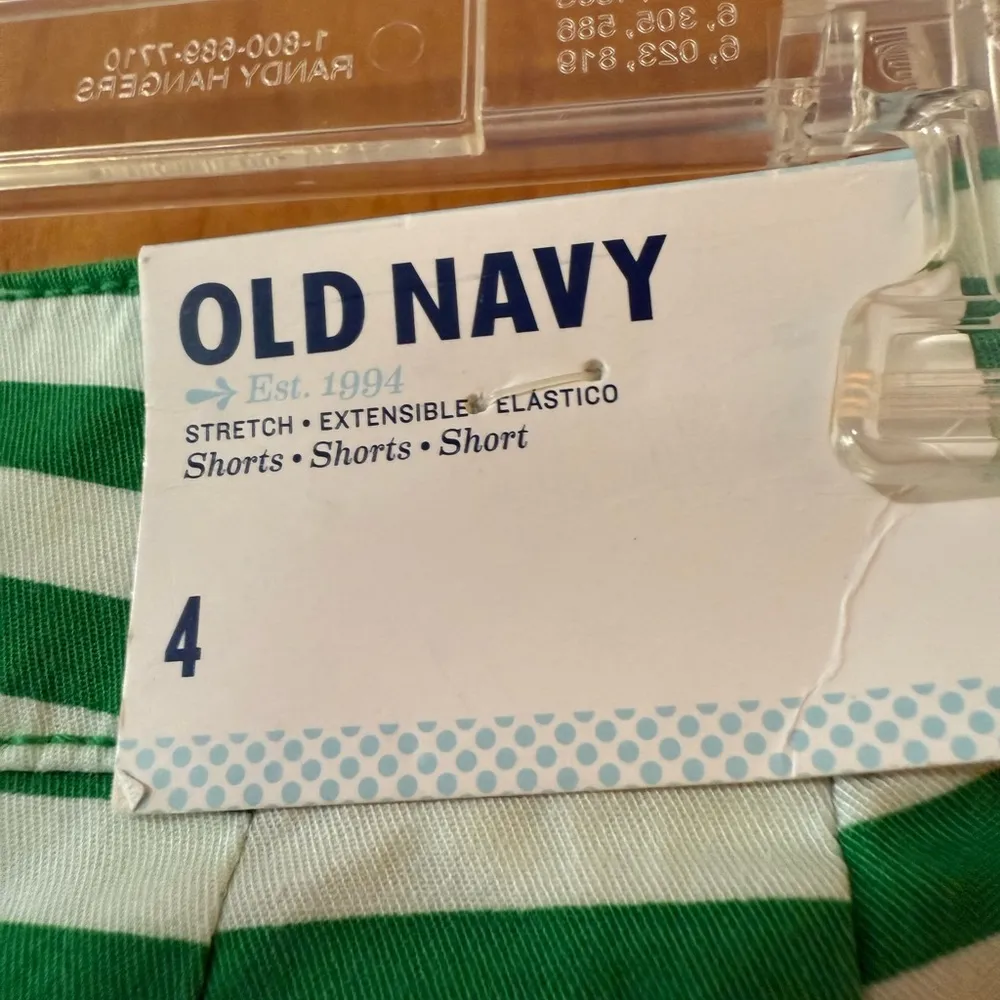 1-800-669-7710
RANDY HANGERS
6,305,586
6,023,819
OLD NAVY
Est. 1994
STRETCH • EXTENSIBLE ELÁSTICO
Shorts • Shorts • Short
4